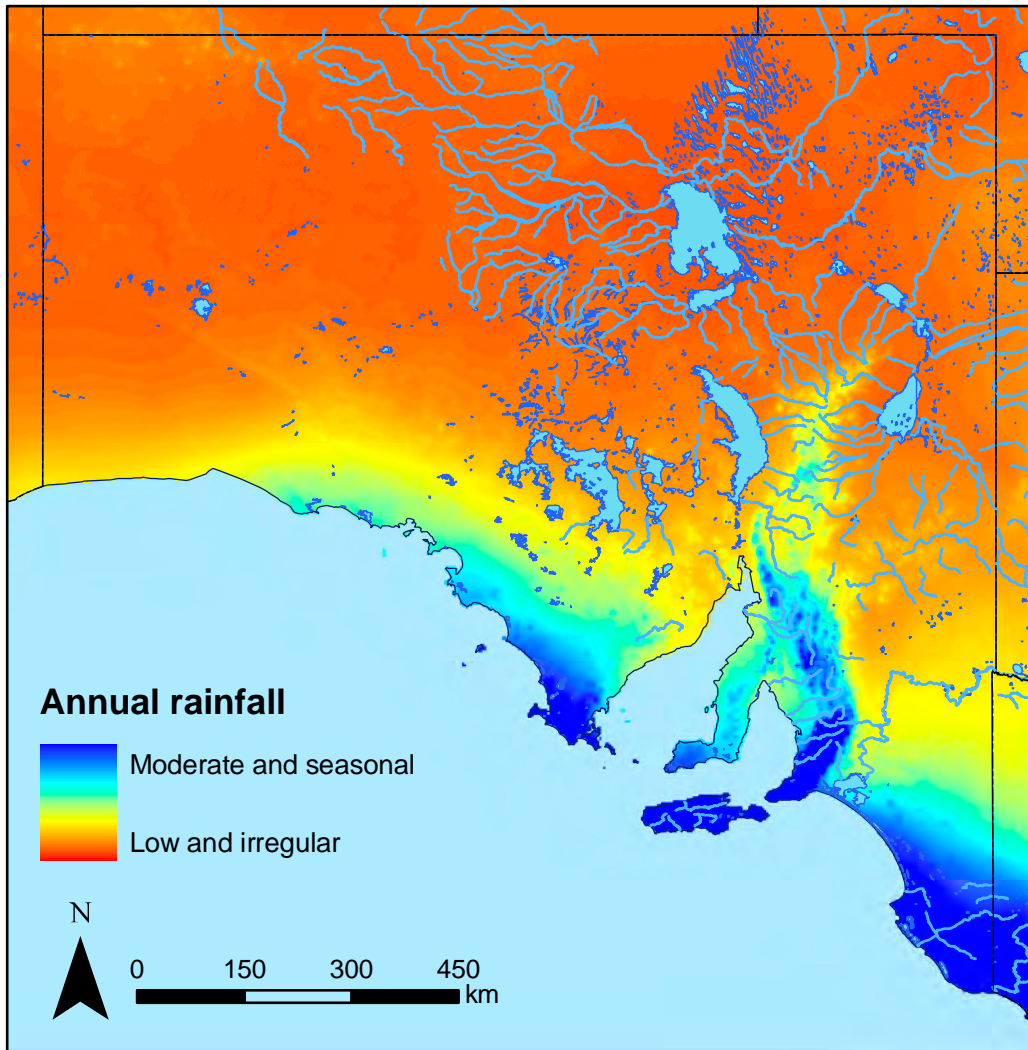 Annual rainfall
Moderate and seasonal
Low and irregular
N
0 150 300 450
km